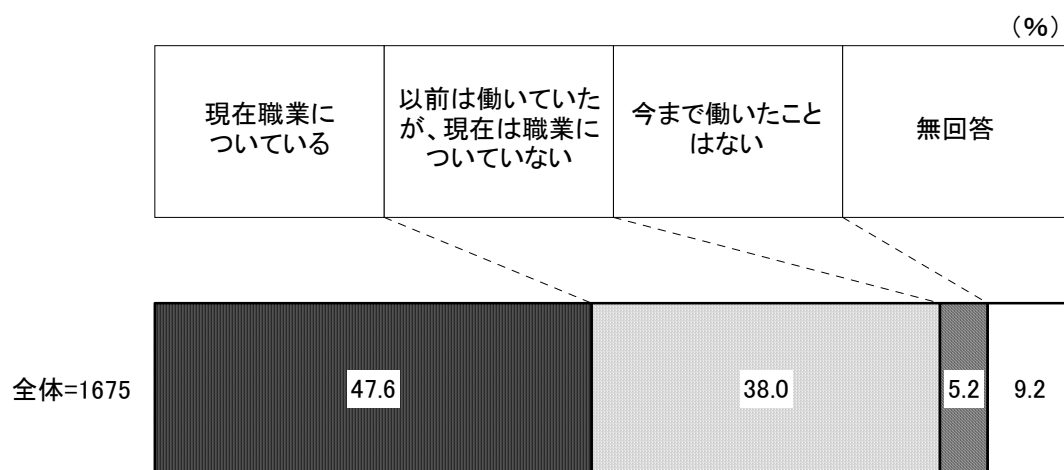 （%）
現在職業に
ついている
以前は働いていた
が、現在は職業に
ついていない
今まで働いたこと
はない
無回答
全体=1675
47.6
38.0
5.2
9.2